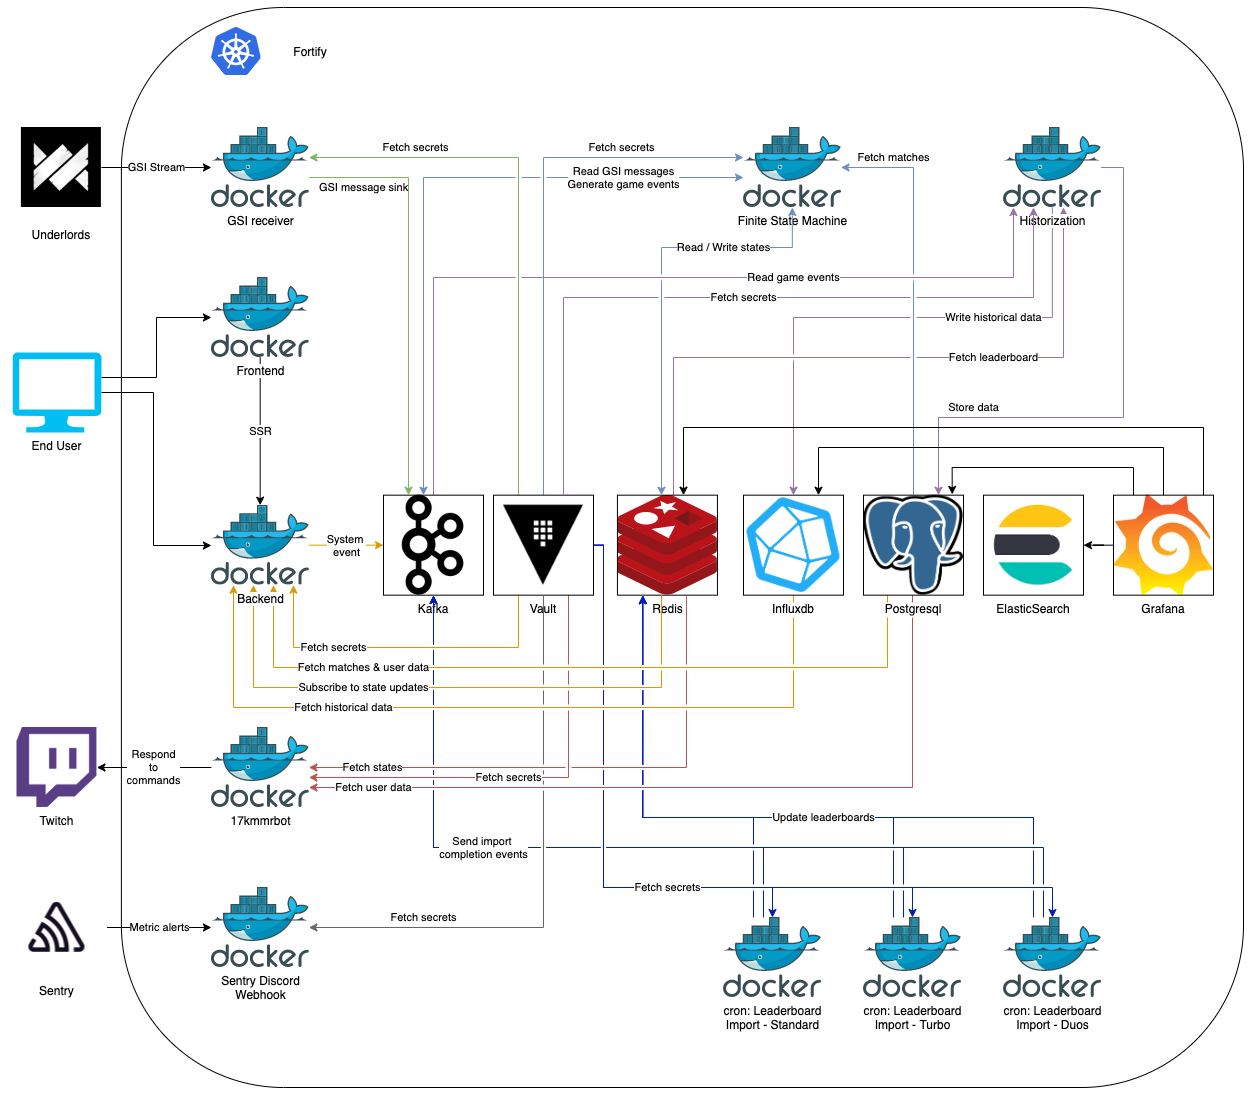 Fortify
docker
GSI receiver
docker
Finite State Machine
docker
Historization
Underlords
GSI Stream
Fetch secrets
GSI message sink
Fetch secrets
Read GSI messages
Generate game events
Fetch matches
Read / Write states
Read game events
Fetch secrets
Write historical data
Fetch leaderboard
Store data
docker
Frontend
End User
SSR
docker
Backend
System
event
Kafka
Vault
Redis
Influxdb
Postgresql
ElasticSearch
Grafana
Fetch secrets
Fetch matches & user data
Subscribe to state updates
Fetch historical data
Twitch
Respond
to
commands
docker
17kmmrbot
Fetch states
Fetch secrets
Fetch user data
Update leaderboards
Send import
completion events
Fetch secrets
Sentry
Metric alerts
docker
Sentry Discord
Webhook
Fetch secrets
docker
cron: Leaderboard
Import - Standard
docker
cron: Leaderboard
Import - Turbo
docker
cron: Leaderboard
Import - Duos